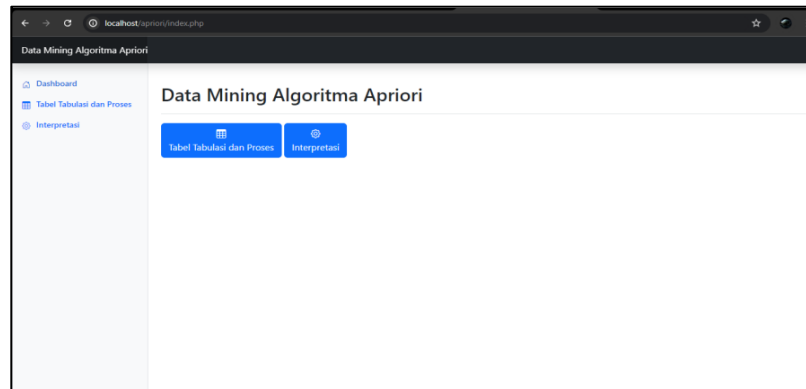 localhost/apriori/index.php
Data Mining Algoritma Apriori
Dashboard
Tabel Tabulasi dan Proses
Interpretasi
Data Mining Algoritma Apriori
Tabel Tabulasi dan Proses
Interpretasi